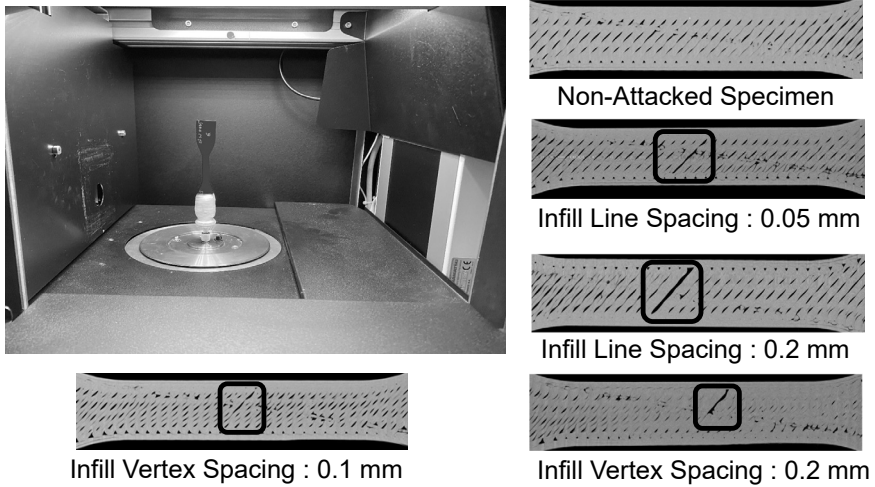 Non-Attacked Specimen
Infill Line Spacing : 0.05 mm
Infill Line Spacing : 0.2 mm
Infill Vertex Spacing : 0.1 mm
Infill Vertex Spacing : 0.2 mm